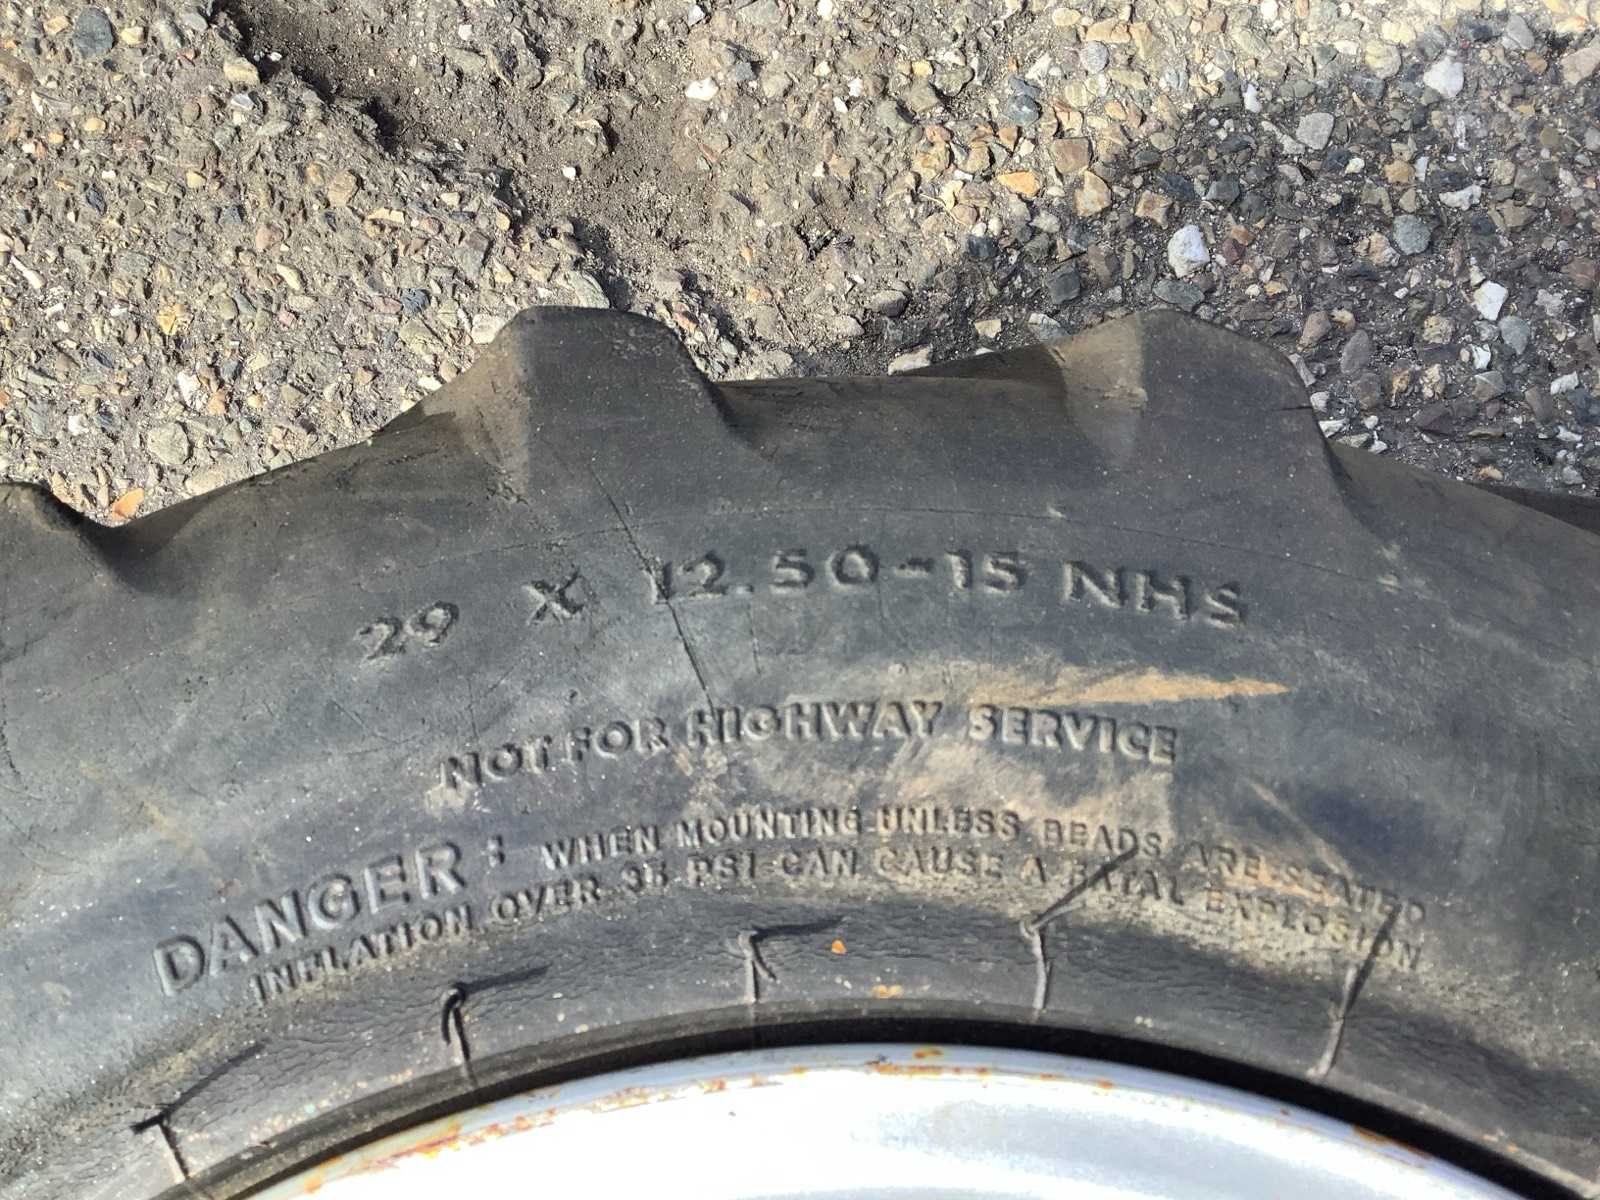 29 X 12.50-15 NHS
NOT FOR HIGHWAY SERVICE
DANGER: WHEN MOUNTING UNLESS BEADS ARE SEATED
INFLATION OVER 35 PSI CAN CAUSE A FATAL EXPLOSION